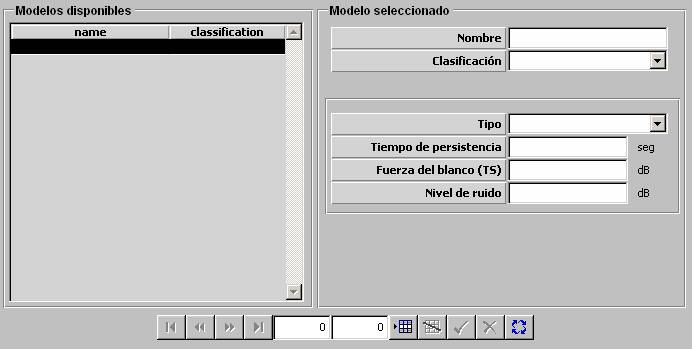 Modelos disponibles
name classification
Modelo seleccionado
Nombre
Clasificación
Tipo
Tiempo de persistencia seg
Fuerza del blanco (TS) dB
Nivel de ruido dB
0 0